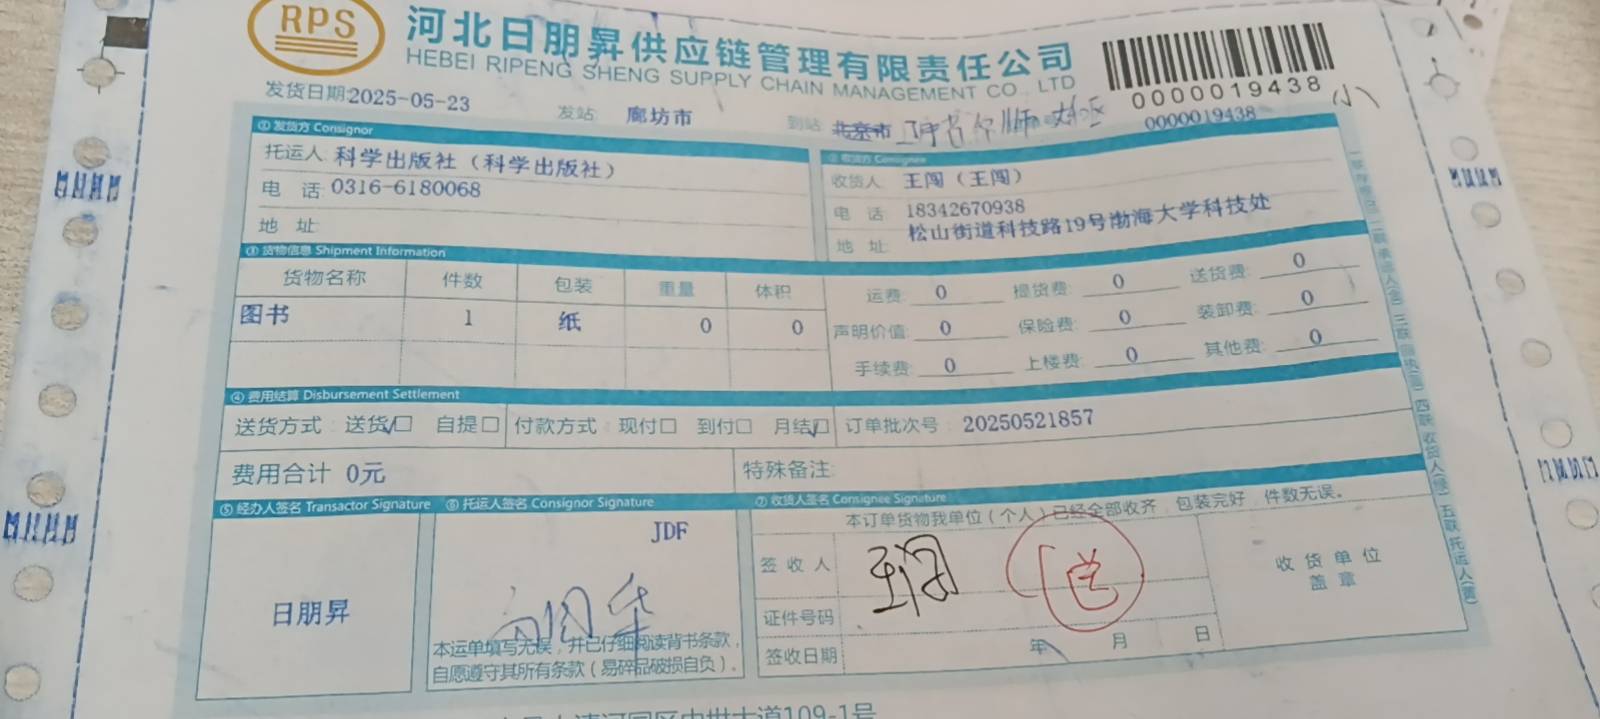 RPS
河北日朋昇供应链管理有限责任公司
HEBEI RIPENG SHENG SUPPLY CHAIN MANAGEMENT CO., LTD
0000019438
发货日期:2025-05-23 发站: 廊坊市 到站: 北京市 0000019438
① 发货方 Consignor
托运人: 科学出版社（科学出版社）
电 话: 0316-6180068
地 址:
② 收货方 Consignee
收货人: 王闯（王闯）
电 话: 18342670938
地 址: 松山街道科技路19号渤海大学科技处
③ 货物信息 Shipment Information
货物名称 件数 包装 重量 体积
图书 1 纸 0 0
运费: 0 提货费: 0 送货费: 0
声明价值: 0 保险费: 0 装卸费: 0
手续费: 0 上楼费: 0 其他费: 0
④ 费用结算 Disbursement Settlement
送货方式: 送货□ 自提□ 付款方式: 现付□ 到付□ 月结□ 订单批次号: 20250521857
费用合计 0元 特殊备注:
⑤ 经办人签名 Transactor Signature
日朋昇
⑥ 托运人签名 Consignor Signature
JDF
本运单填写无误，并已仔细阅读背书条款，
自愿遵守其所有条款（易碎品破损自负）。
⑦ 收货人签名 Consignee Signature
本订单货物我单位（个人）已经全部收齐，包装完好，件数无误。
签收人 王闯
证件号码
签收日期 年 月 日
收货单位
盖章